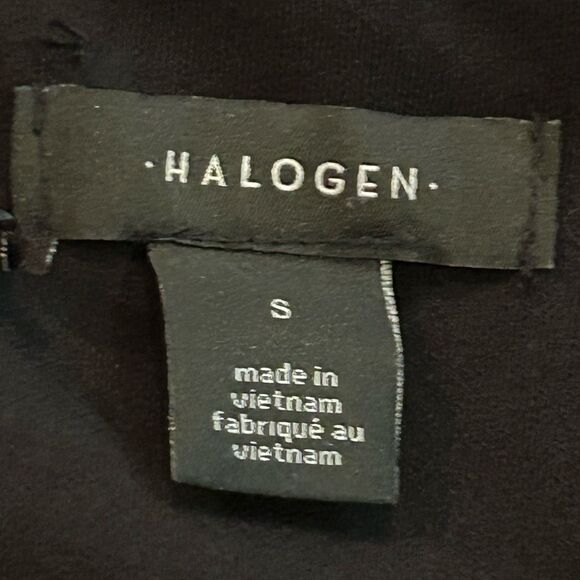 ·HALOGEN·
S
made in
vietnam
fabriqué au
vietnam